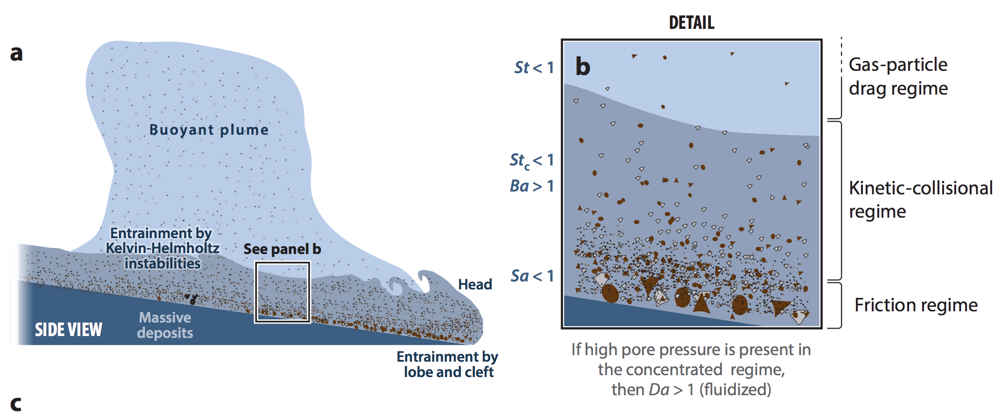 a
Buoyant plume
Entrainment by
Kelvin-Helmholtz
instabilities
See panel b
Head
SIDE VIEW
Massive
deposits
Entrainment by
lobe and cleft
DETAIL
b
St < 1
Stc < 1
Ba > 1
Sa < 1
Gas-particle
drag regime
Kinetic-collisional
regime
Friction regime
If high pore pressure is present in
the concentrated regime,
then Da > 1 (fluidized)
c